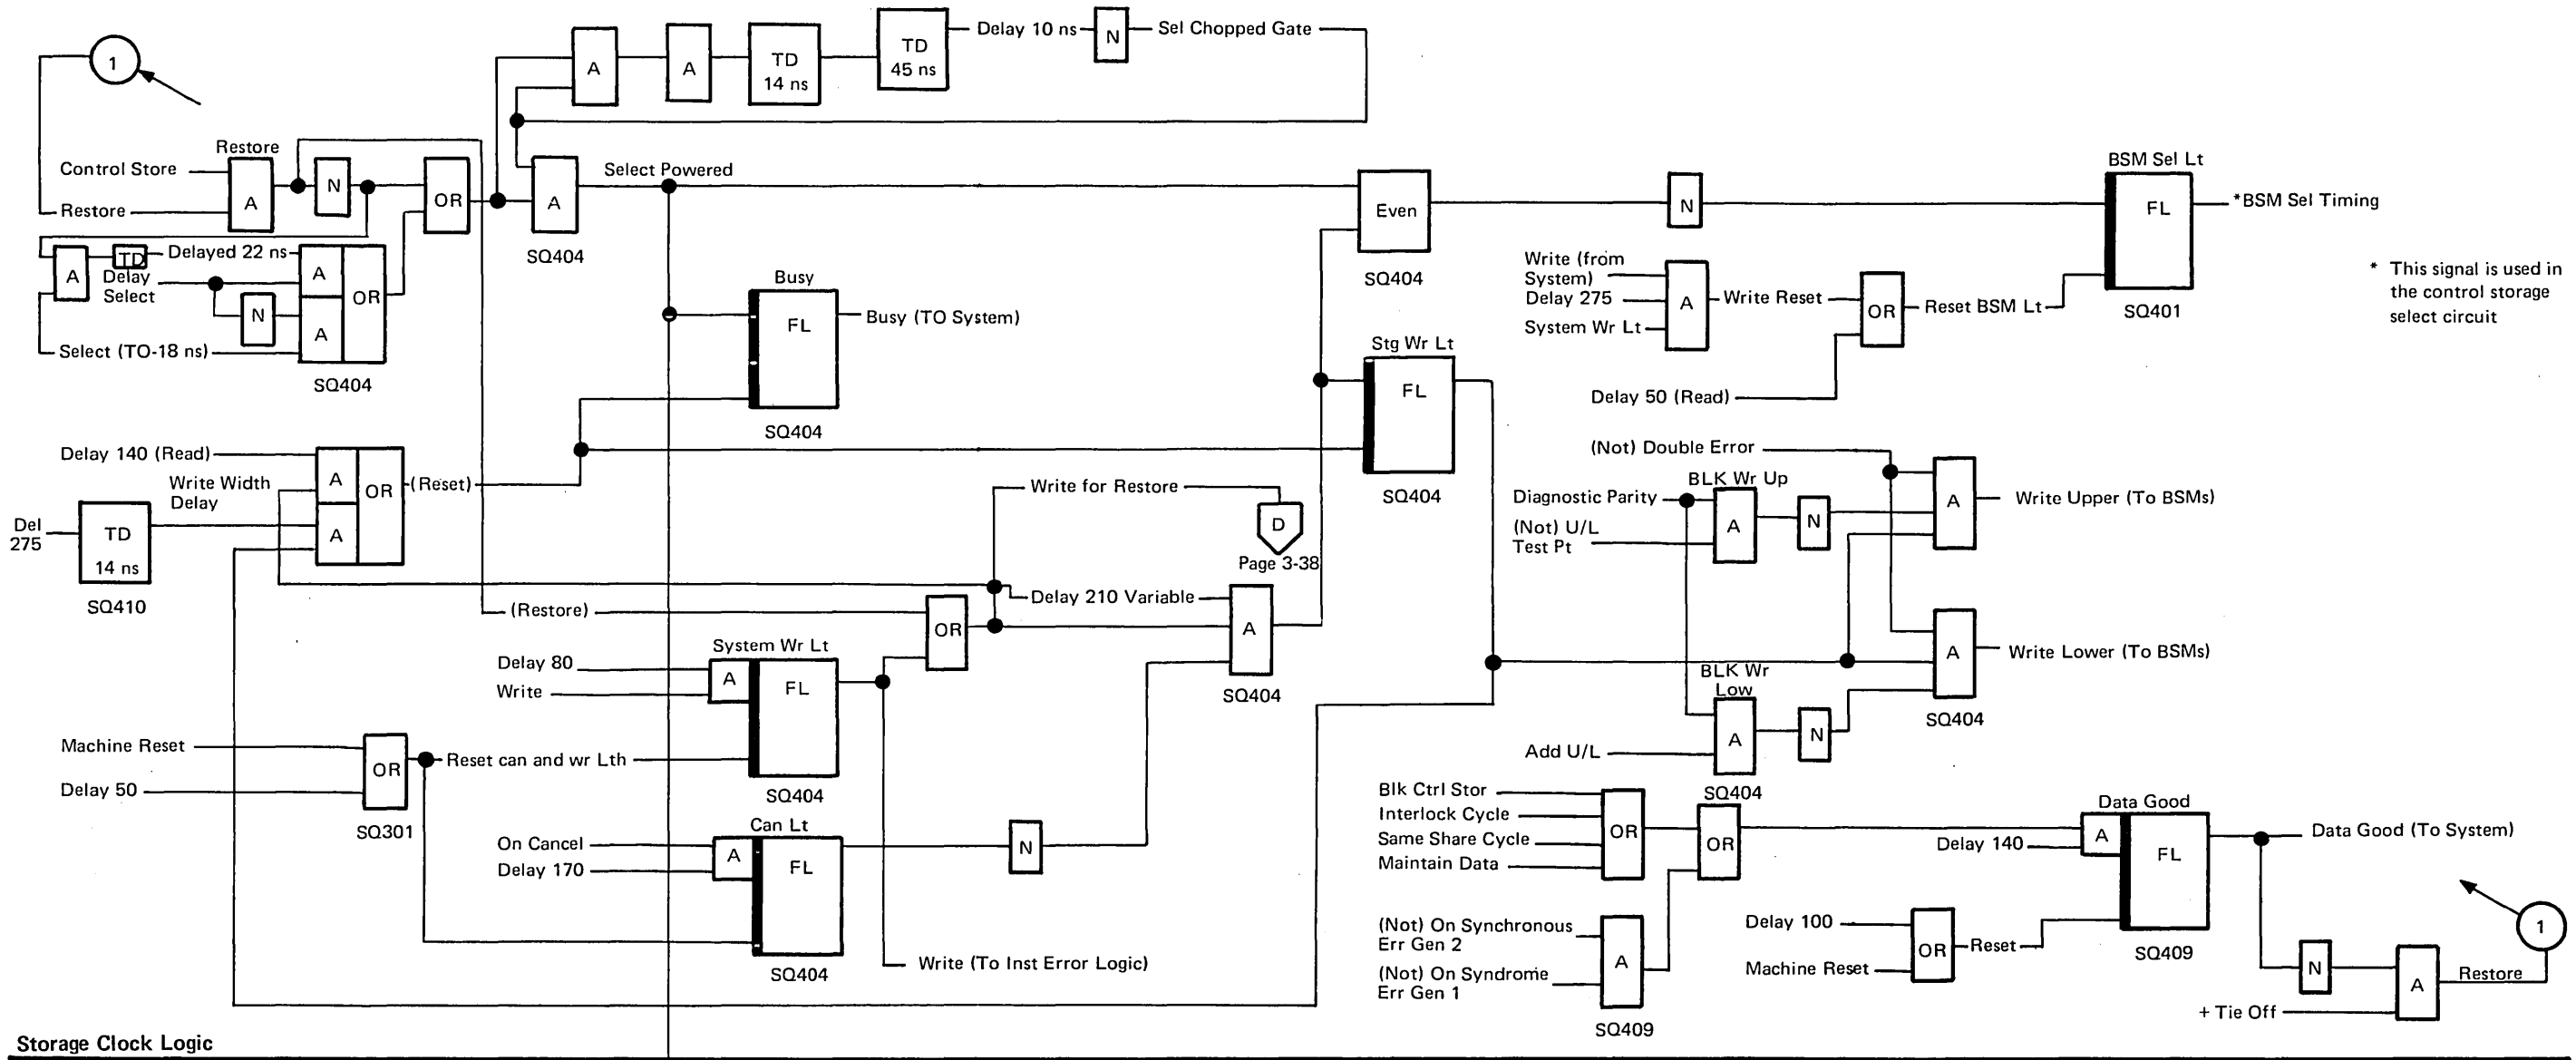 1
A
A
TD
14 ns
TD
45 ns
Delay 10 ns
N
Sel Chopped Gate
Restore
Control Store
Restore
A
N
OR
A
SQ404
Select Powered
Even
SQ404
N
BSM Sel Lt
FL
SQ401
*BSM Sel Timing
* This signal is used in
the control storage
select circuit
A
TD
Delayed 22 ns
Delay
Select
N
A
A
OR
Select (TO-18 ns)
SQ404
Busy
FL
SQ404
Busy (TO System)
Write (from
System)
Delay 275
System Wr Lt
A
Write Reset
OR
Reset BSM Lt
Delay 50 (Read)
Stg Wr Lt
FL
SQ404
Delay 140 (Read)
Write Width
Delay
Del
275
TD
14 ns
SQ410
A
A
OR
(Reset)
Write for Restore
D
Page 3-38
(Not) Double Error
BLK Wr Up
Diagnostic Parity
(Not) U/L
Test Pt
A
N
A
Write Upper (To BSMs)
(Restore)
OR
Delay 210 Variable
A
SQ404
A
Write Lower (To BSMs)
SQ404
BLK Wr
Low
Add U/L
A
N
SQ404
System Wr Lt
Delay 80
Write
A
FL
SQ404
Machine Reset
Delay 50
OR
SQ301
Reset can and wr Lth
Can Lt
On Cancel
Delay 170
A
FL
SQ404
N
Write (To Inst Error Logic)
Blk Ctrl Stor
Interlock Cycle
Same Share Cycle
Maintain Data
OR
OR
(Not) On Synchronous
Err Gen 2
(Not) On Syndrome
Err Gen 1
A
SQ409
Data Good
Delay 140
A
FL
SQ409
Data Good (To System)
Delay 100
Machine Reset
OR
Reset
N
+ Tie Off
A
Restore
1
Storage Clock Logic